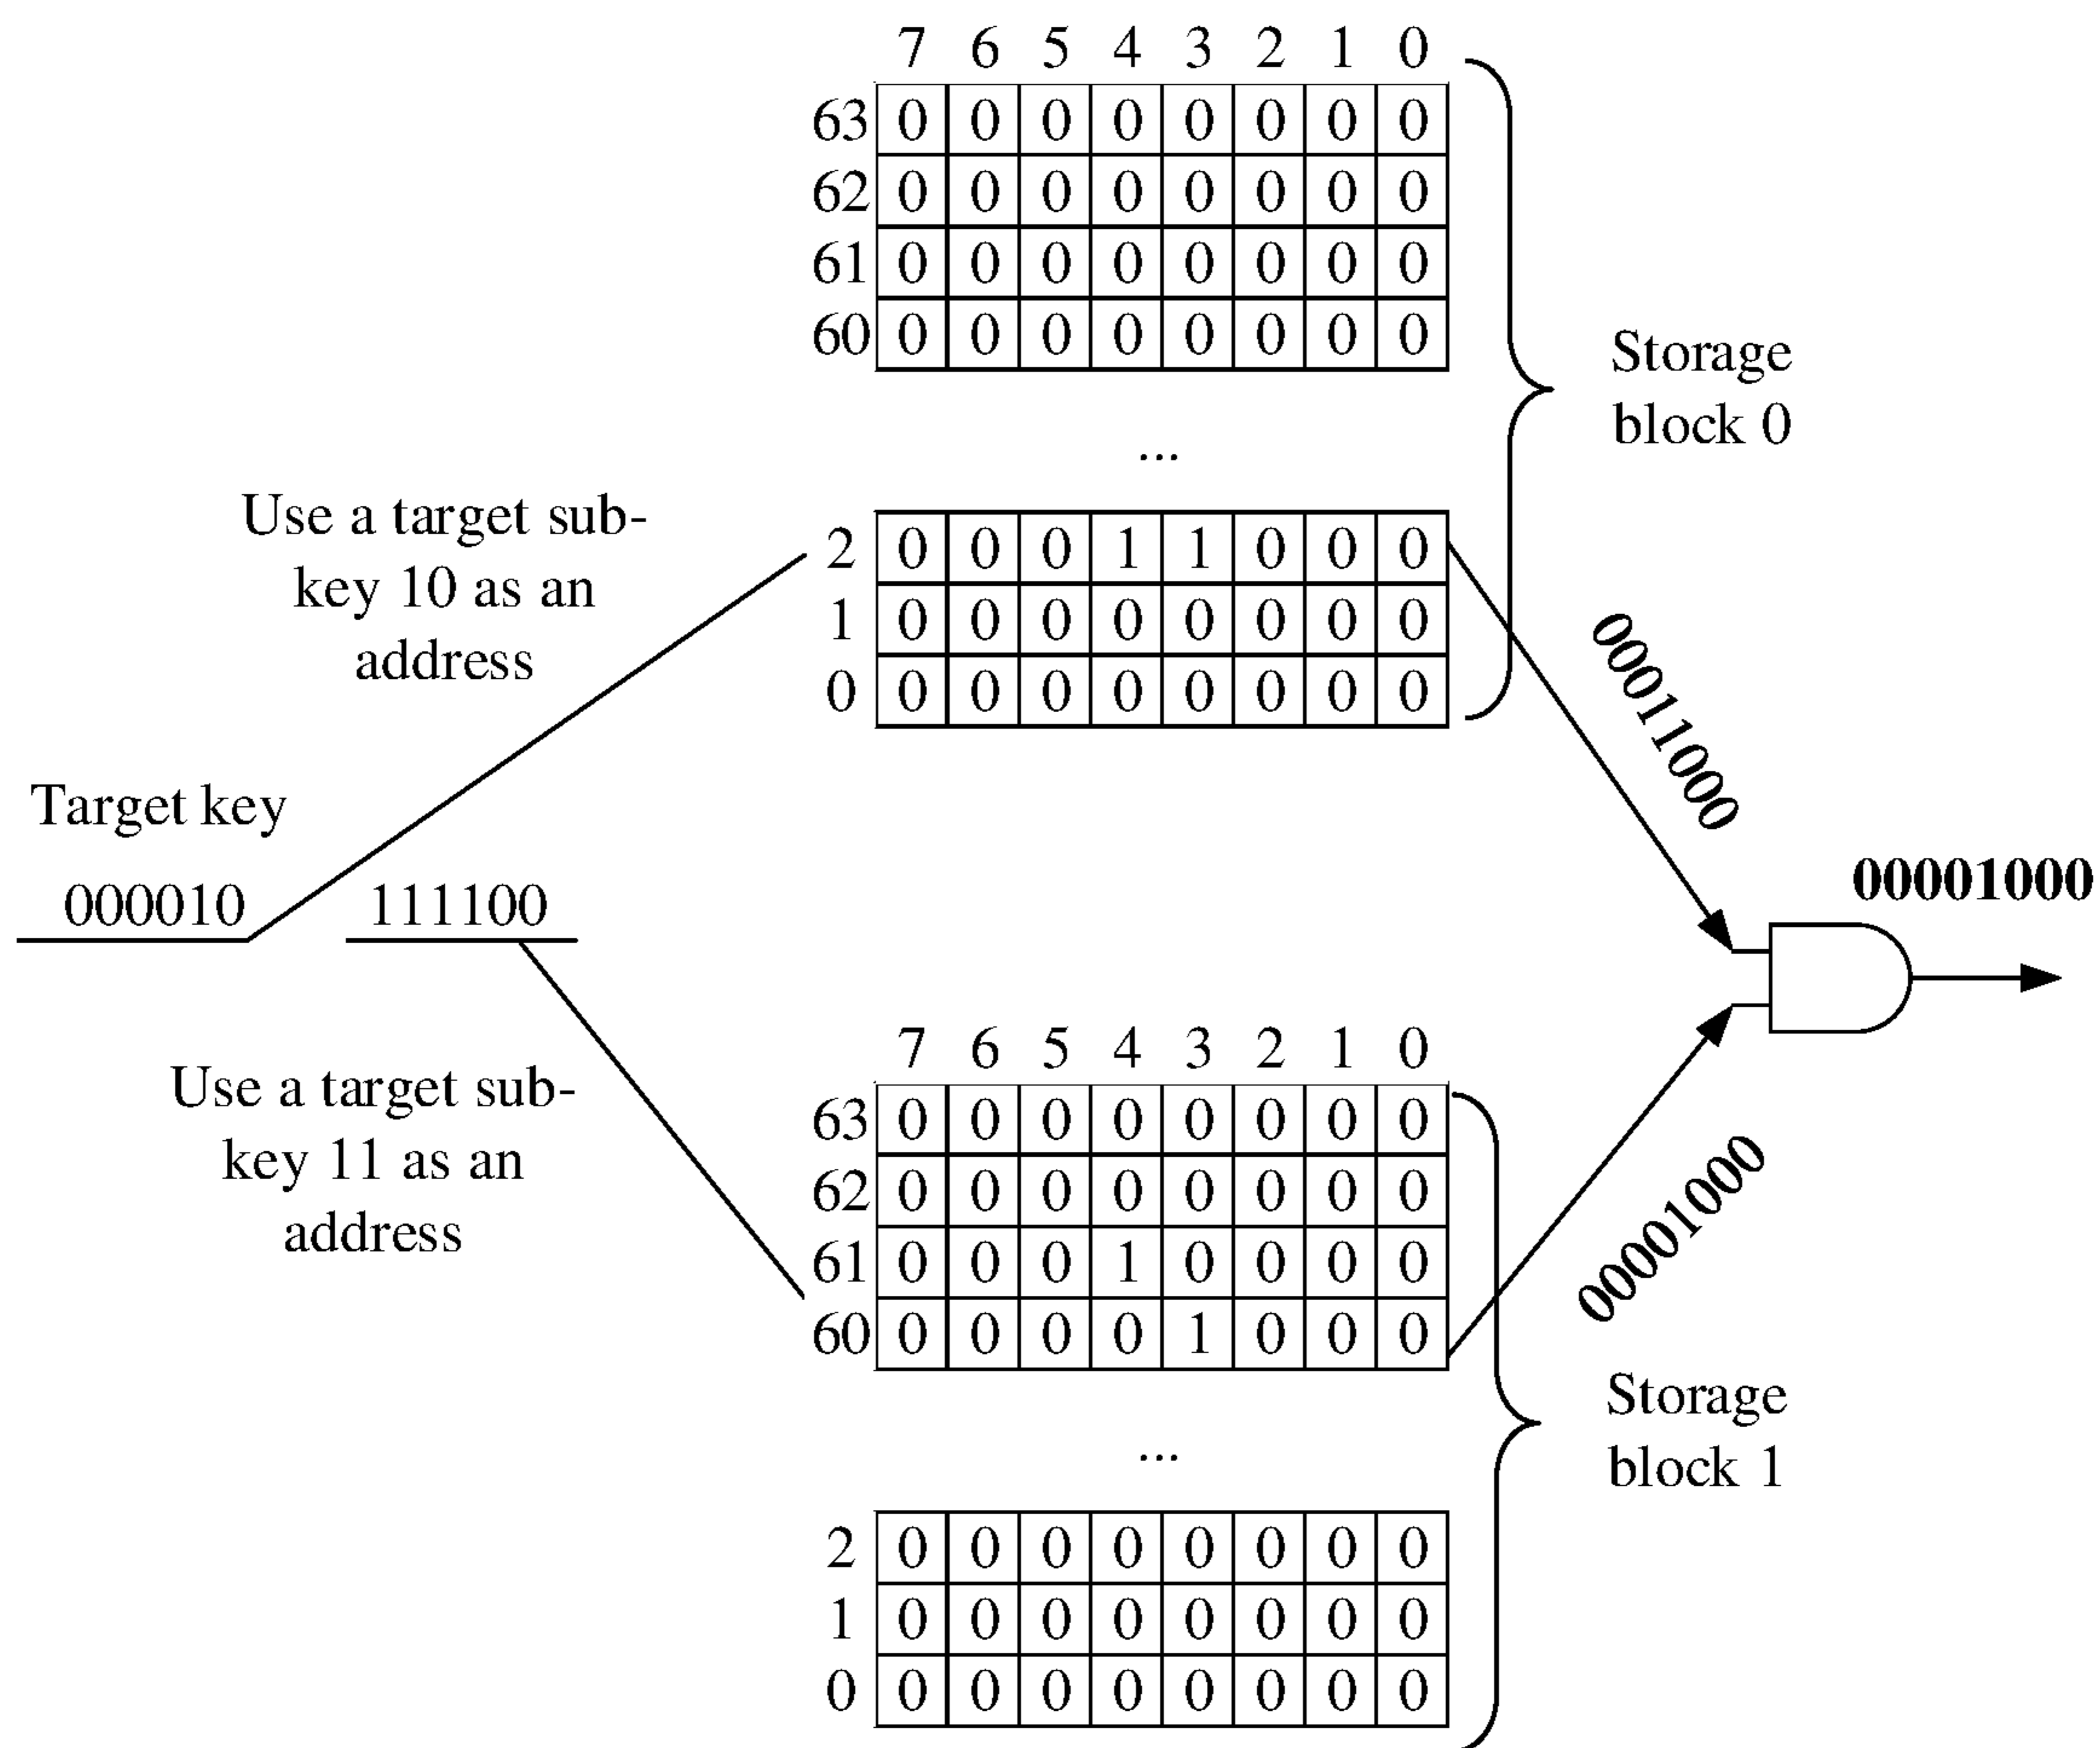 7 6 5 4 3 2 1 0
63 0 0 0 0 0 0 0 0
62 0 0 0 0 0 0 0 0
61 0 0 0 0 0 0 0 0
60 0 0 0 0 0 0 0 0
...
2 0 0 0 1 1 0 0 0
1 0 0 0 0 0 0 0 0
0 0 0 0 0 0 0 0 0
Storage
block 0
Use a target sub-
key 10 as an
address
00011000
Target key
000010 111100
00001000
Use a target sub-
key 11 as an
address
7 6 5 4 3 2 1 0
63 0 0 0 0 0 0 0 0
62 0 0 0 0 0 0 0 0
61 0 0 0 1 0 0 0 0
60 0 0 0 0 1 0 0 0
...
2 0 0 0 0 0 0 0 0
1 0 0 0 0 0 0 0 0
0 0 0 0 0 0 0 0 0
00001000
Storage
block 1